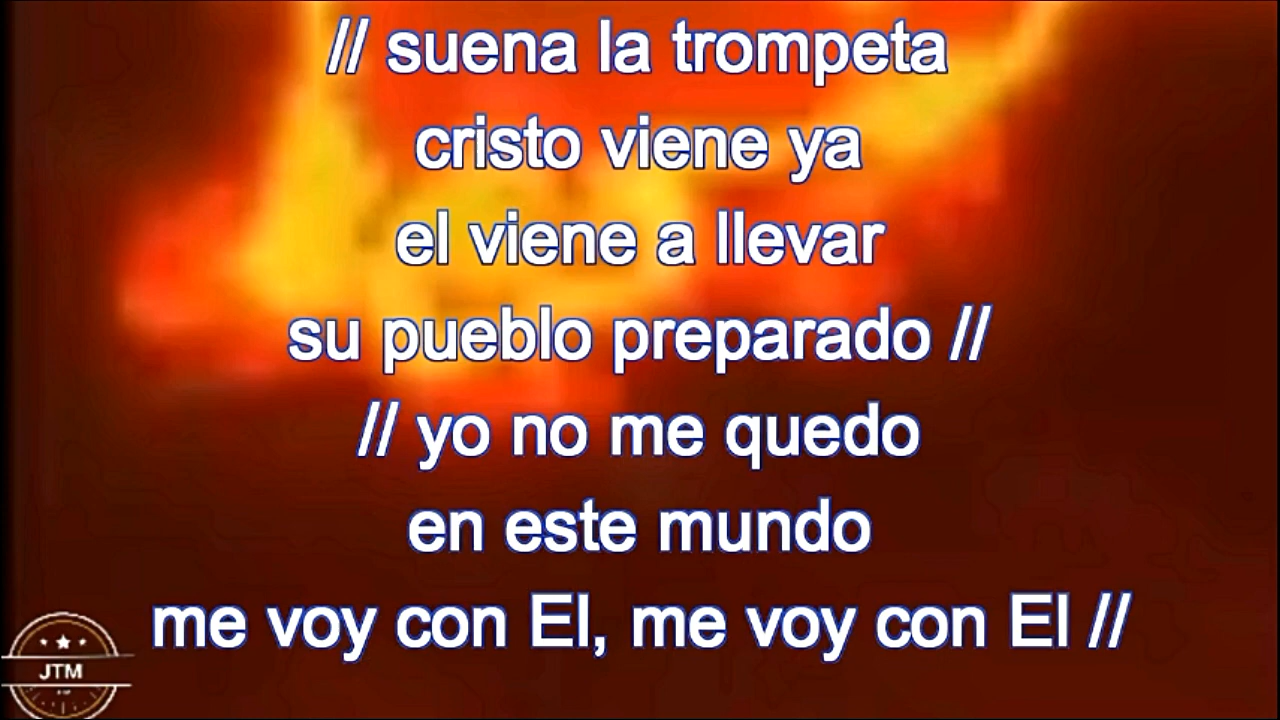 // suena la trompeta
cristo viene ya
el viene a llevar
su pueblo preparado //
// yo no me quedo
en este mundo
me voy con El, me voy con El //
JTM